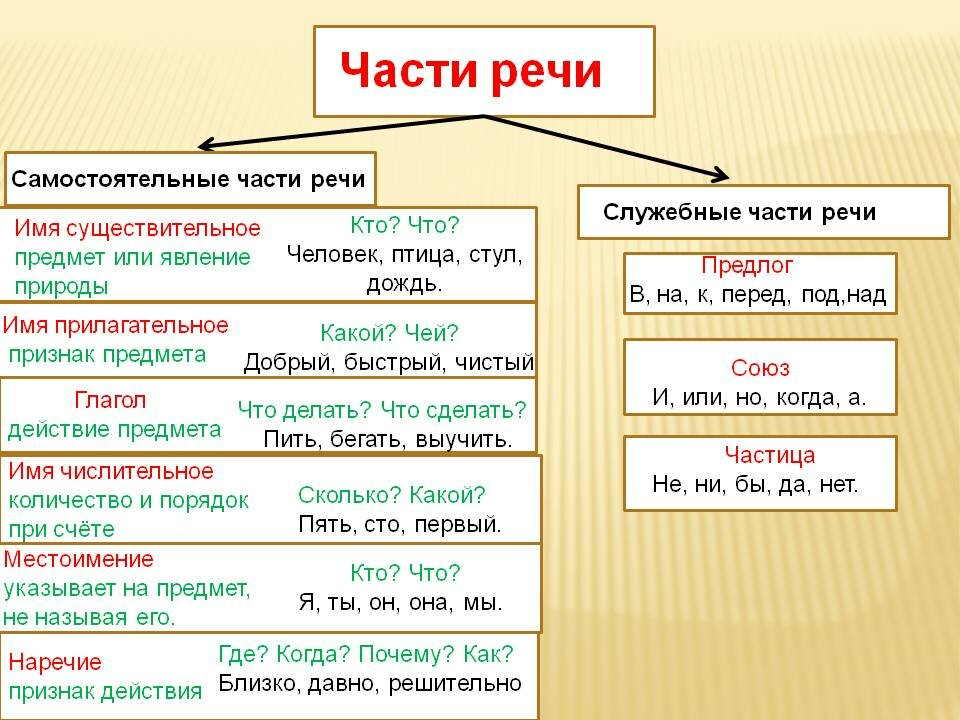 Части речи
Самостоятельные части речи
Имя существительное
предмет или явление
природы
Кто? Что?
Человек, птица, стул,
дождь.
Имя прилагательное
признак предмета
Какой? Чей?
Добрый, быстрый, чистый
Глагол
действие предмета
Что делать? Что сделать?
Пить, бегать, выучить.
Имя числительное
количество и порядок
при счёте
Сколько? Какой?
Пять, сто, первый.
Местоимение
указывает на предмет,
не называя его.
Кто? Что?
Я, ты, он, она, мы.
Наречие
признак действия
Где? Когда? Почему? Как?
Близко, давно, решительно
Служебные части речи
Предлог
В, на, к, перед, под,над
Союз
И, или, но, когда, а.
Частица
Не, ни, бы, да, нет.